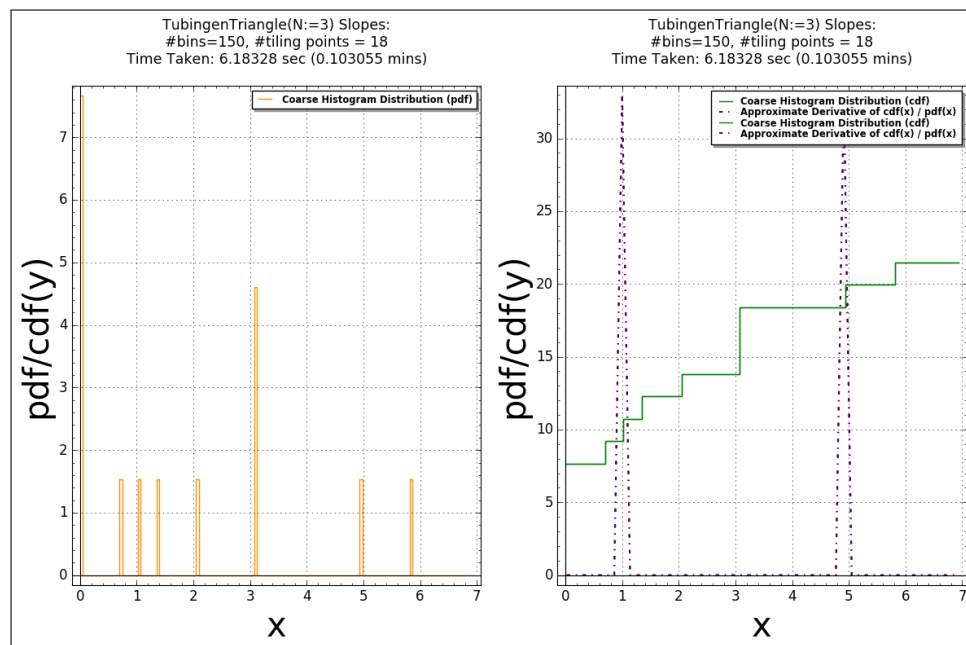 TubingenTriangle(N:=3) Slopes:
#bins=150, #tiling points = 18
Time Taken: 6.18328 sec (0.103055 mins)
Coarse Histogram Distribution (pdf)
pdf/cdf(y)
7
6
5
4
3
2
1
0
0 1 2 3 4 5 6 7
x
TubingenTriangle(N:=3) Slopes:
#bins=150, #tiling points = 18
Time Taken: 6.18328 sec (0.103055 mins)
Coarse Histogram Distribution (cdf)
Approximate Derivative of cdf(x) / pdf(x)
Coarse Histogram Distribution (cdf)
Approximate Derivative of cdf(x) / pdf(x)
pdf/cdf(y)
30
25
20
15
10
5
0
0 1 2 3 4 5 6 7
x